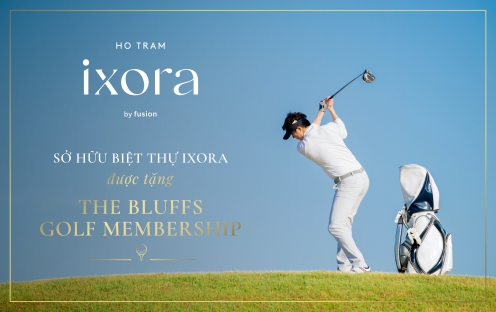 HO TRAM
ixora
by fusion
SỞ HỮU BIỆT THỰ IXORA
được tặng
THE BLUFFS
GOLF MEMBERSHIP